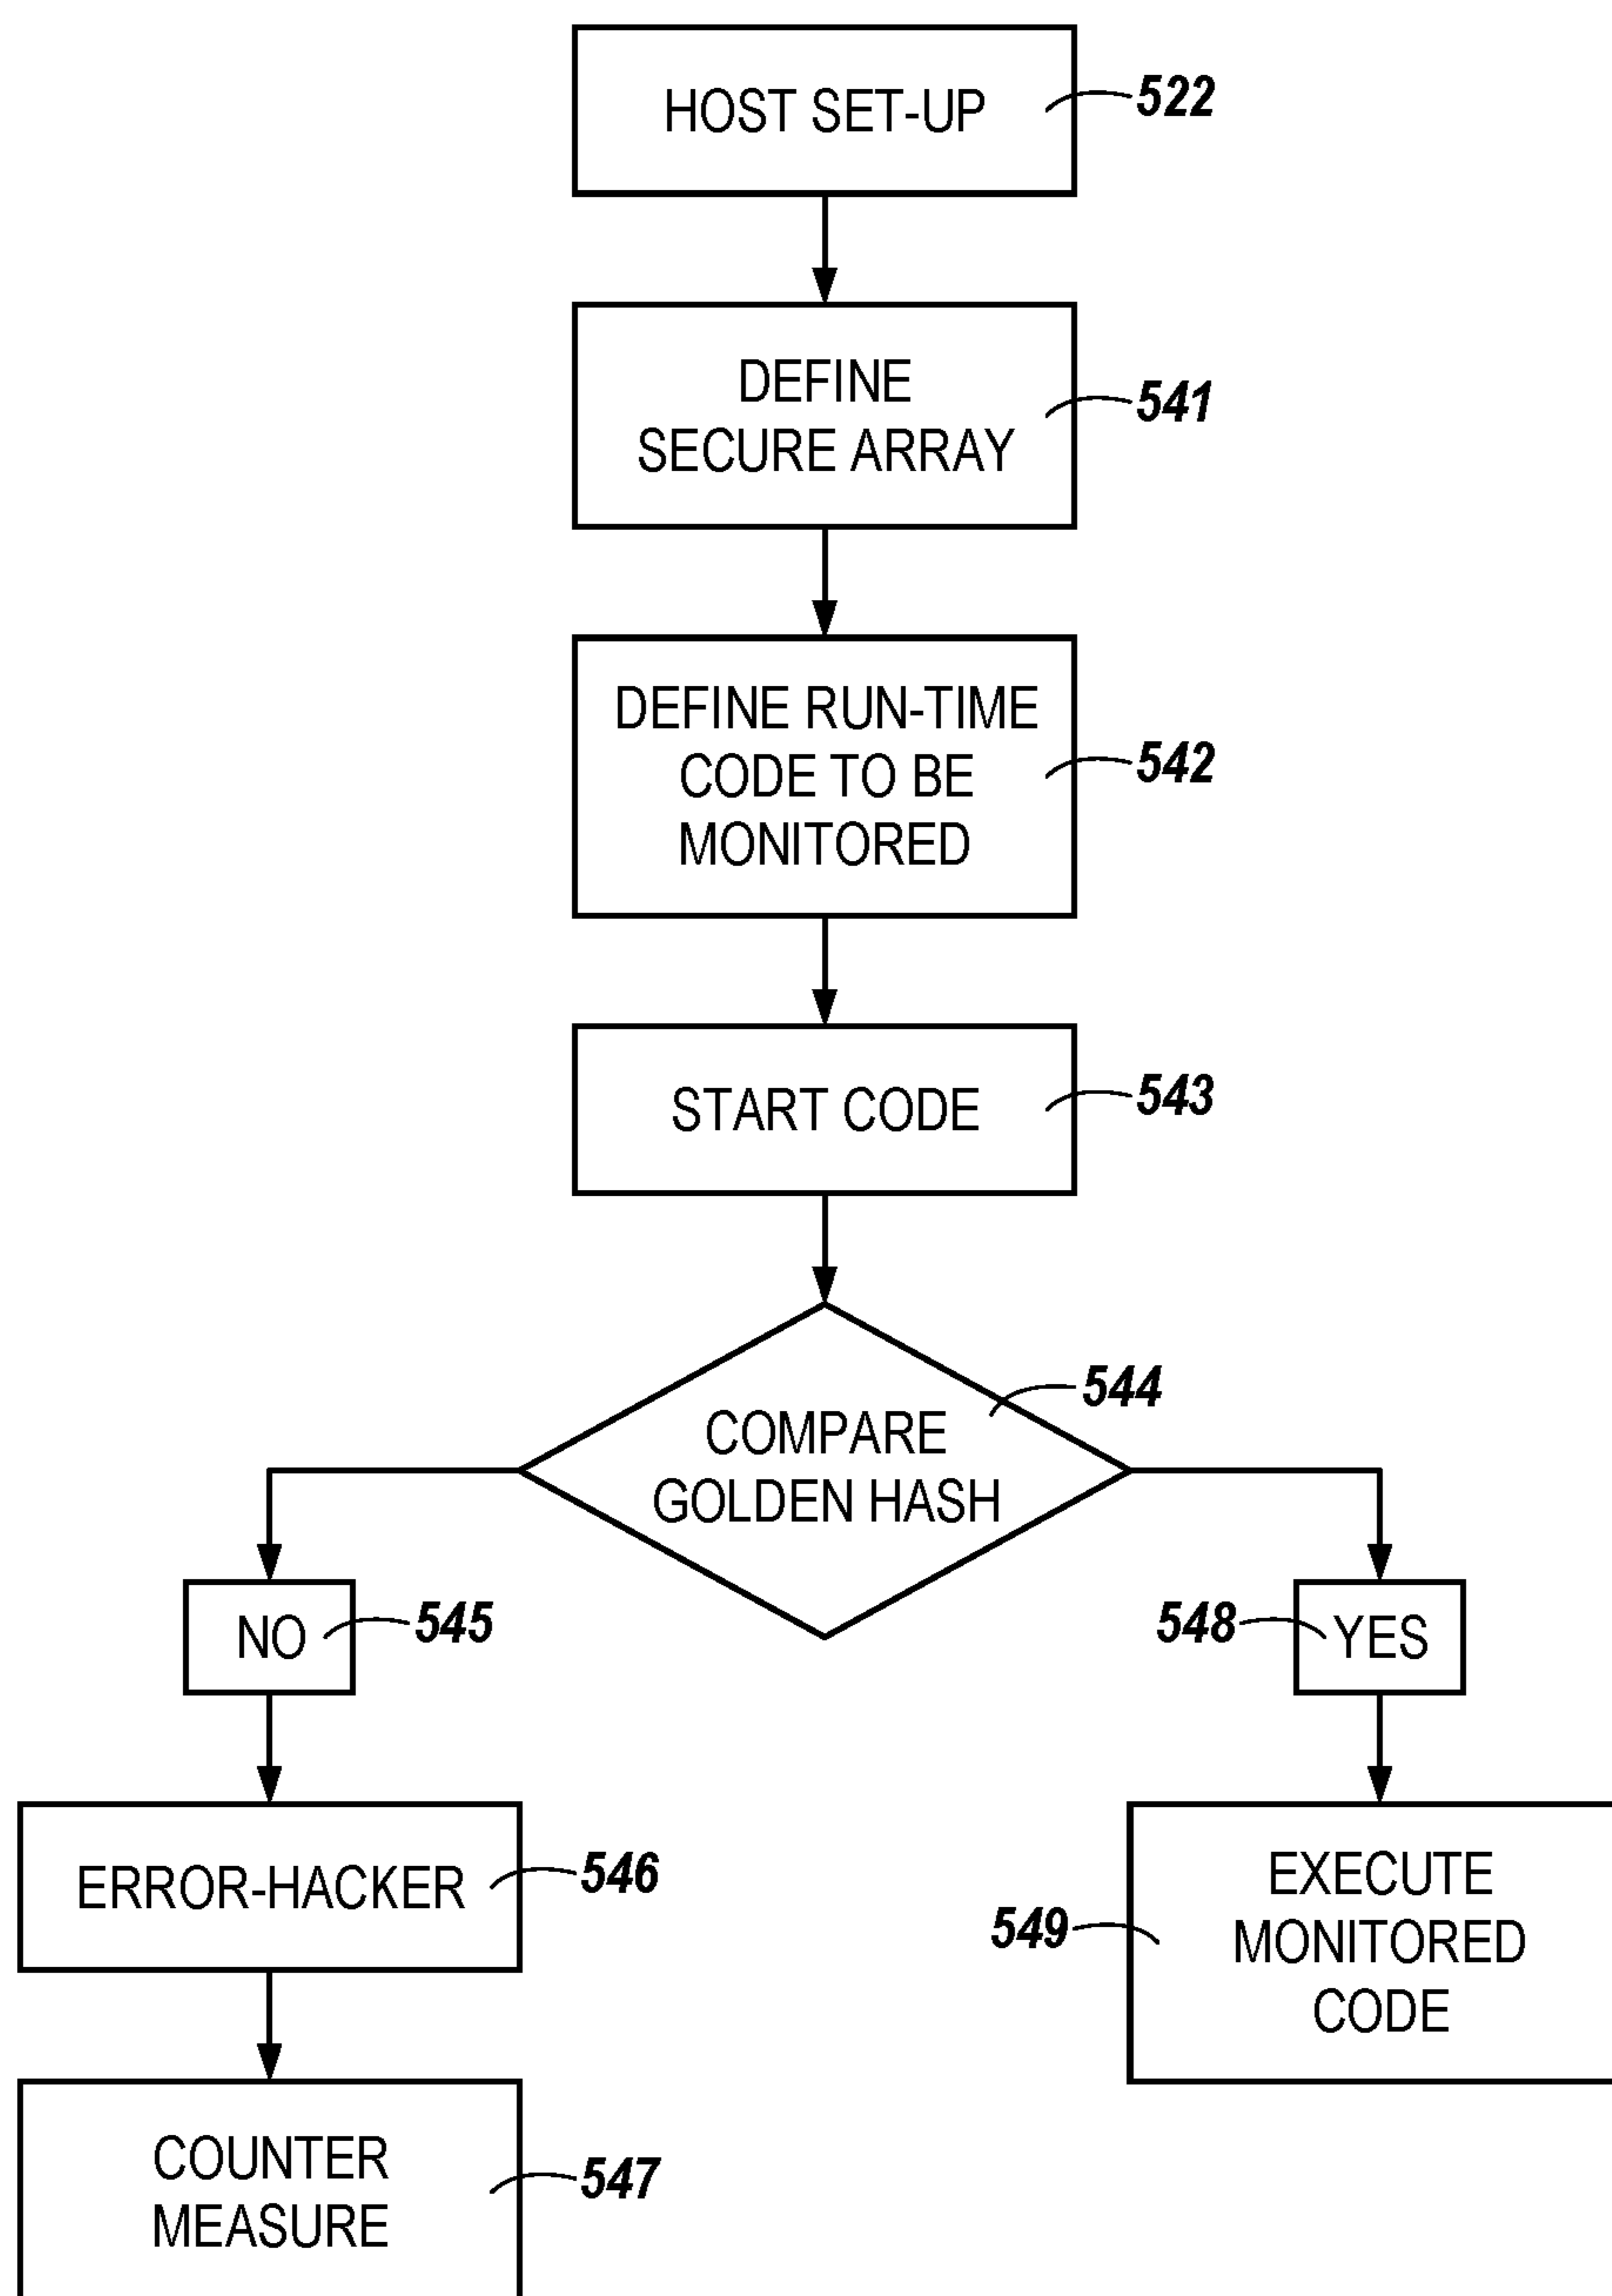 HOST SET-UP
522
DEFINE
SECURE ARRAY
541
DEFINE RUN-TIME
CODE TO BE
MONITORED
542
START CODE
543
COMPARE
GOLDEN HASH
544
NO
545
548
YES
ERROR-HACKER
546
549
EXECUTE
MONITORED
CODE
COUNTER
MEASURE
547